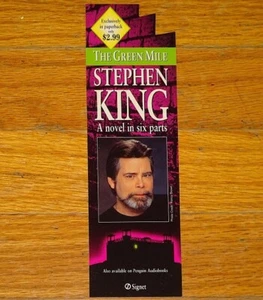 Exclusively
in paperback
only
$2.99
THE GREEN MILE
STEPHEN
KING
A novel in six parts
Also available on Penguin Audiobooks
Signet